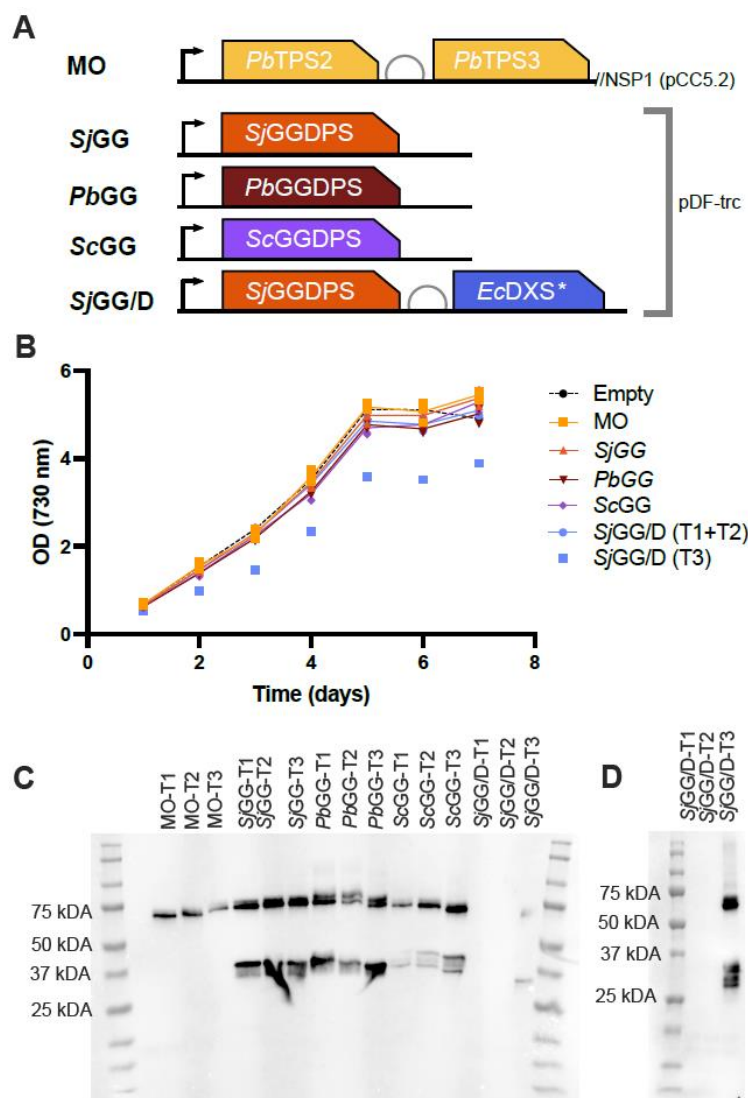 A
MO
PbTPS2
PbTPS3
//NSP1 (pCC5.2)
SjGG
SjGGDPS
PbGG
PbGGDPS
pDF-trc
ScGG
ScGGDPS
SjGG/D
SjGGDPS
EcDXS*
B
OD (730 nm)
6
4
2
0
0
2
4
6
8
Time (days)
Empty
MO
SjGG
PbGG
ScGG
SjGG/D (T1+T2)
SjGG/D (T3)
C
MO-T1
MO-T2
MO-T3
SjGG-T1
SjGG-T2
SjGG-T3
PbGG-T1
PbGG-T2
PbGG-T3
ScGG-T1
ScGG-T2
ScGG-T3
SjGG/D-T1
SjGG/D-T2
SjGG/D-T3
75 kDA
50 kDA
37 kDA
25 kDA
D
SjGG/D-T1
SjGG/D-T2
SjGG/D-T3
75 kDA
50 kDA
37 kDA
25 kDA